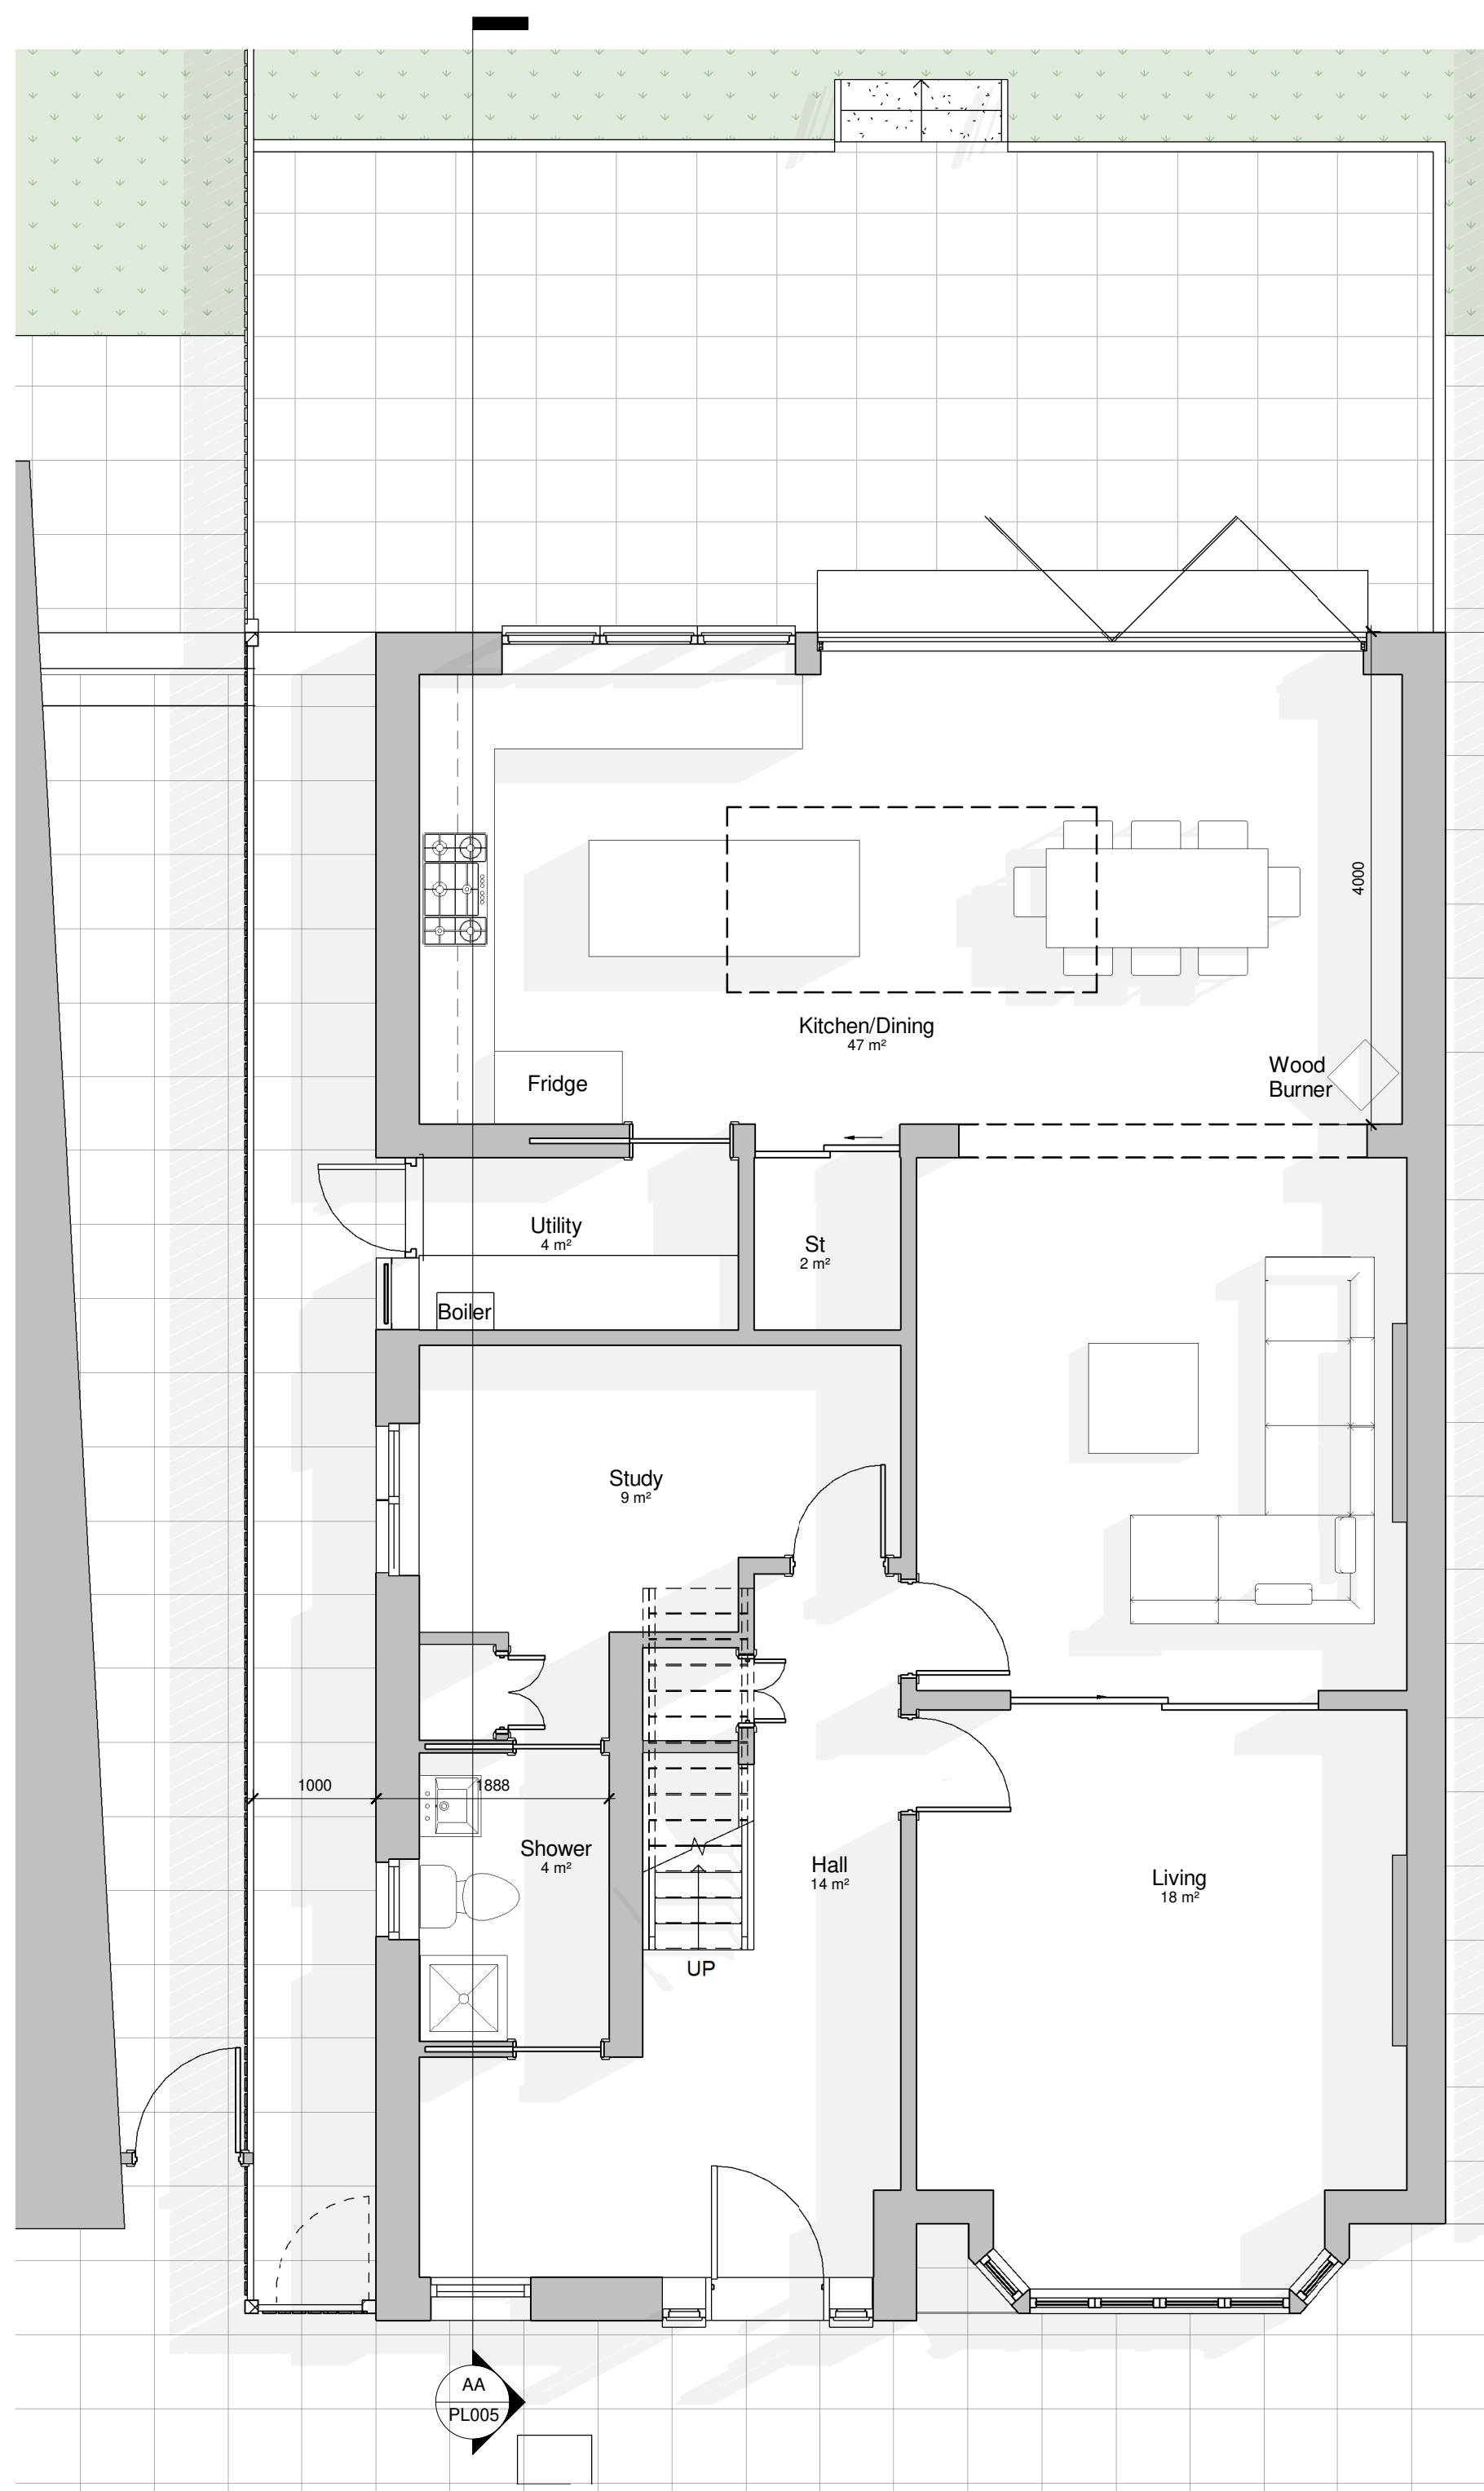 4000
Kitchen/Dining
47 m²
Wood
Burner
Fridge
Utility
4 m²
St
2 m²
Boiler
Study
9 m²
1000
1888
Shower
4 m²
Hall
14 m²
Living
18 m²
UP
AA
PL005